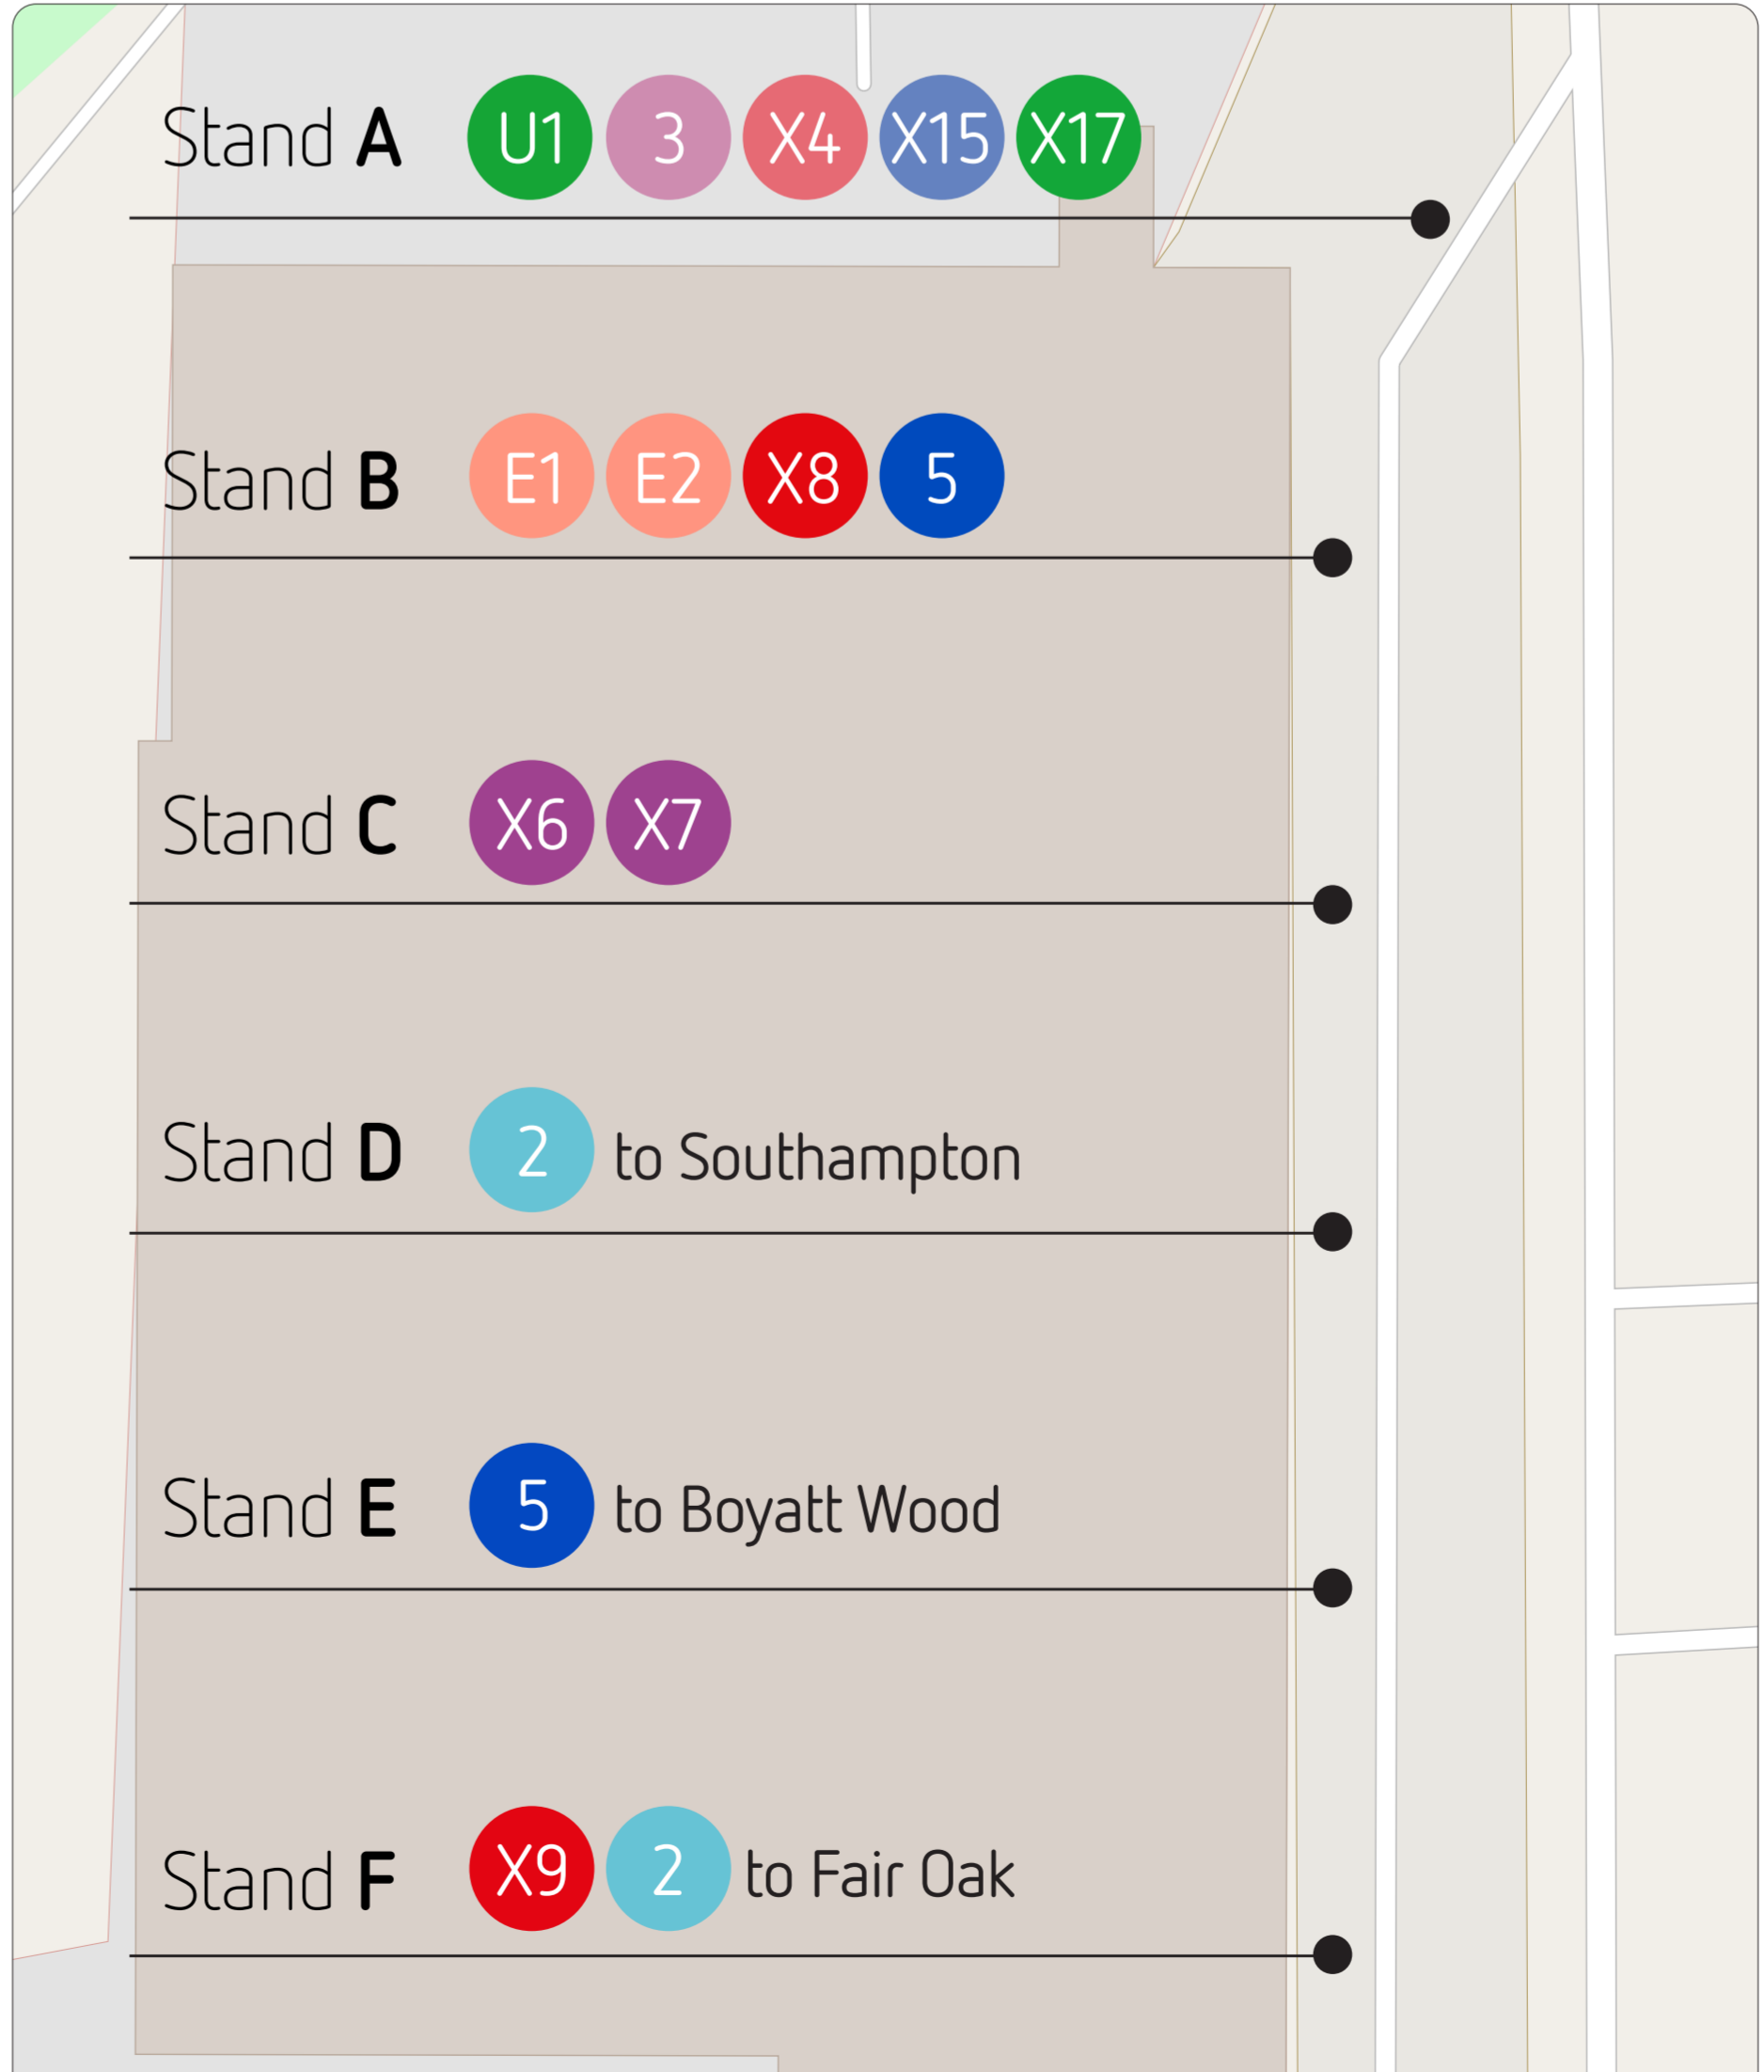 Stand A U1 3 X4 X15 X17
Stand B E1 E2 X8 5
Stand C X6 X7
Stand D 2 to Southampton
Stand E 5 to Boyatt Wood
Stand F X9 2 to Fair Oak